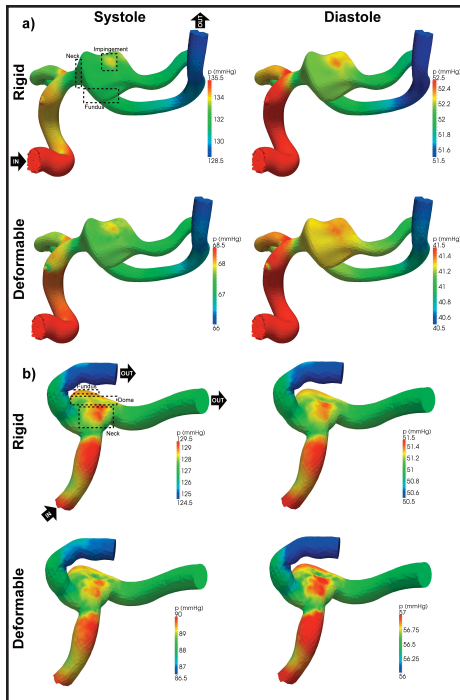 Systole
Diastole
a)
OUT
Rigid
Neck
Impingement
Fundus
IN
p (mmHg)
135.5
134
132
130
128.5
p (mmHg)
52.5
52.4
52.2
52
51.8
51.6
51.5
Deformable
p (mmHg)
68.5
68
67
66
p (mmHg)
41.5
41.4
41.2
41
40.8
40.6
40.5
b)
Rigid
Fundus
OUT
Dome
OUT
Neck
IN
p (mmHg)
129.5
129
128
127
126
125
124.5
p (mmHg)
51.5
51.4
51.2
51
50.8
50.6
50.5
Deformable
p (mmHg)
90
89
88
87
86.5
p (mmHg)
57
56.75
56.5
56.25
56